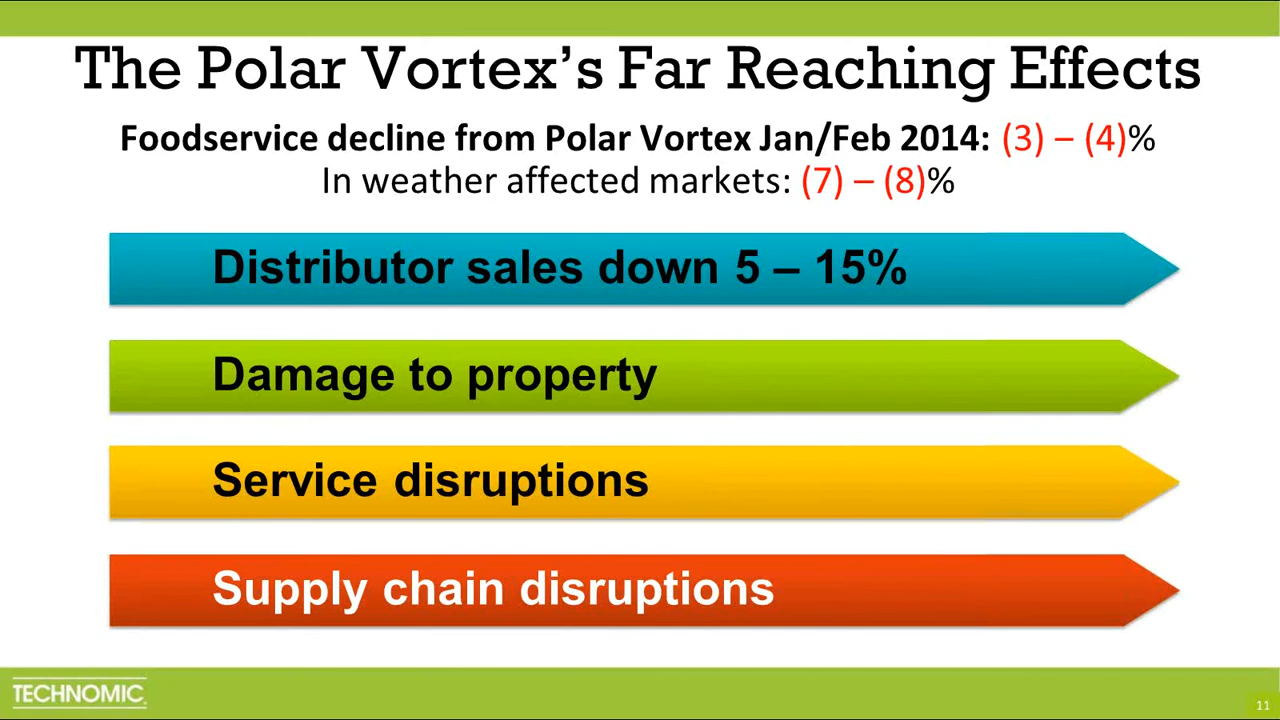 The Polar Vortex’s Far Reaching Effects
Foodservice decline from Polar Vortex Jan/Feb 2014: (3) – (4)%
In weather affected markets: (7) – (8)%
Distributor sales down 5 – 15%
Damage to property
Service disruptions
Supply chain disruptions
TECHNOMIC
11